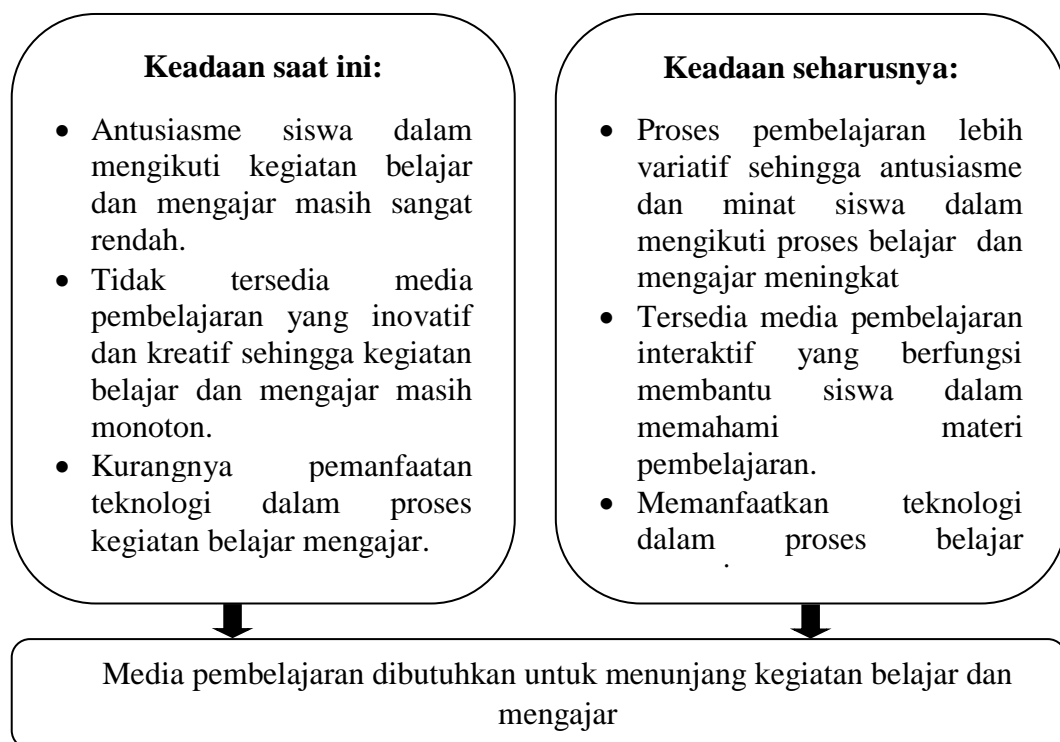 Keadaan saat ini:
• Antusiasme siswa dalam
mengikuti kegiatan belajar
dan mengajar masih sangat
rendah.
• Tidak tersedia media
pembelajaran yang inovatif
dan kreatif sehingga kegiatan
belajar dan mengajar masih
monoton.
• Kurangnya pemanfaatan
teknologi dalam proses
kegiatan belajar mengajar.
Keadaan seharusnya:
• Proses pembelajaran lebih
variatif sehingga antusiasme
dan minat siswa dalam
mengikuti proses belajar dan
mengajar meningkat
• Tersedia media pembelajaran
interaktif yang berfungsi
membantu siswa dalam
memahami materi
pembelajaran.
• Memanfaatkan teknologi
dalam proses belajar
Media pembelajaran dibutuhkan untuk menunjang kegiatan belajar dan
mengajar